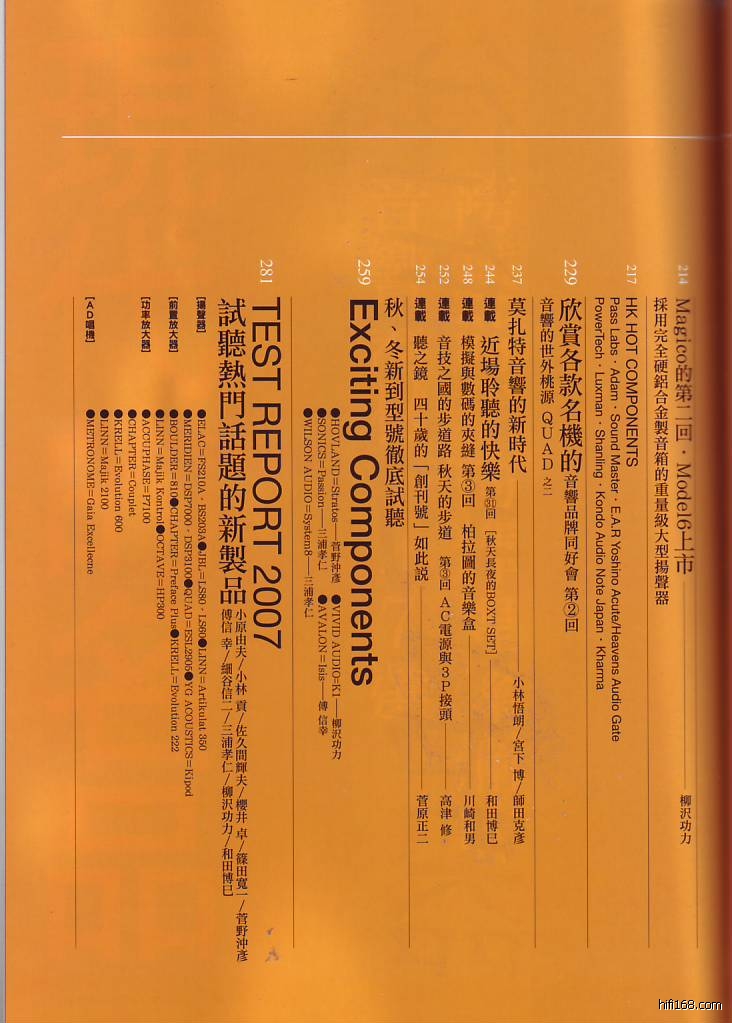 214
Magico的第二回・Model6上市
採用完全硬鋁合金製音箱的重量級大型揚聲器
柳沢功力
217
HK HOT COMPONENTS
Pass Labs・Adam・Sound Master・E.A.R Yoshino Acute/Heavens Audio Gate
PowerTech・Luxman・Shanling・Kondo Audio Note Japan・Kharma
229
欣賞各款名機的音響品牌同好會 第②回
音響的世外桃源 QUAD 之二
237
莫扎特音響的新時代
小林悟朗/宮下 博/師田克彦
244
連載 近場聆聽的快樂 第㉛回 [秋天長夜的BOXT SET]
和田博巳
248
連載 模擬與數碼的夾縫 第③回 柏拉圖的音樂盒
川崎和男
252
連載 音技之國的步道路 秋天的步道 第③回 AC電源與3P接頭
高津 修
254
連載 聽之鏡 四十歲的「創刊號」如此説
菅原正二
秋、冬新到型號徹底試聽
259
Exciting Components
●HOVLAND=Stratos—菅野沖彥 ●VIVID AUDIO=K1—柳沢功力
●SONICS=Passion—三浦孝仁 ●AVALON=Isis—傅 信幸
●WILSON AUDIO=System8—三浦孝仁
281
TEST REPORT 2007
試聽熱門話題的新製品
小原由夫/小林 貢/佐久間輝夫/櫻井 卓/篠田寬一/菅野沖彥
傅信 幸/細谷信二/三浦孝仁/柳沢功力/和田博巳
[揚聲器]
●ELAC=FS210A・BS203A●JBL=LS80・LS60●LINN=Artikulat 350
●MERIDIEN=DSP7000・DSP3100●QUAD=ESL2905●YG ACOUSTICS=Kipod
[前置放大器]
●BOULDER=810●CHAPTER=Preface Plus●KRELL=Evolution 222
●LINN=Majik Kontrol●OCTAVE=HP300
[功率放大器]
●ACCUPHASE=P7100
●CHAPTER=Couplet
●KRELL=Evolution 600
●LINN=Majik 2100
[AD唱機]
●METRONOME=Gaia Excellecne
hifi168.com